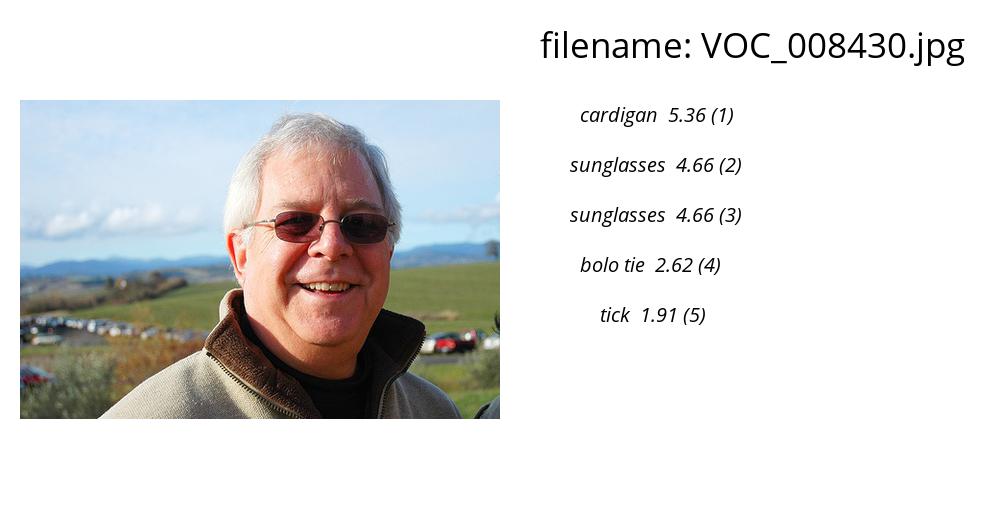 filename: VOC_008430.jpg
cardigan 5.36 (1)
sunglasses 4.66 (2)
sunglasses 4.66 (3)
bolo tie 2.62 (4)
tick 1.91 (5)